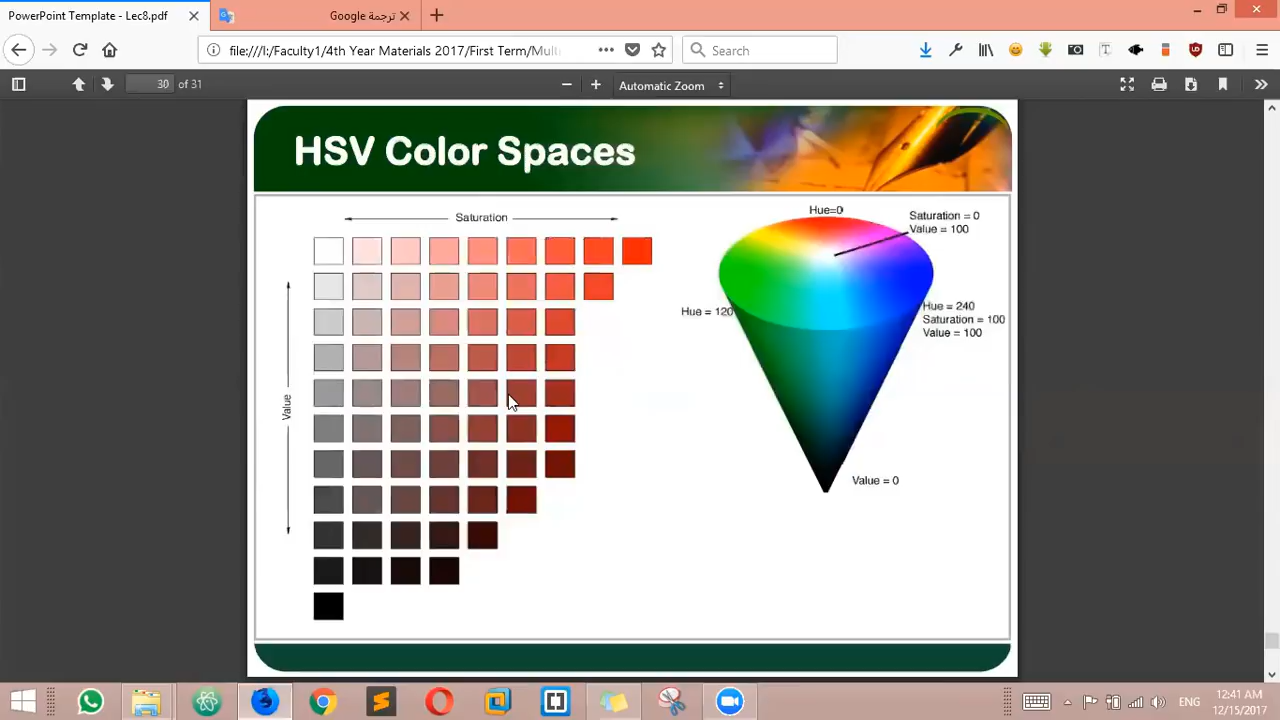 PowerPoint Template - Lec8.pdf
ترجمة Google
file:///I:/Faculty1/4th Year Materials 2017/First Term/Mult
Search
30 of 31
Automatic Zoom
HSV Color Spaces
Saturation
Value
Hue=0
Saturation = 0
Value = 100
Hue = 120
Hue = 240
Saturation = 100
Value = 100
Value = 0
ENG
12:41 AM
12/15/2017